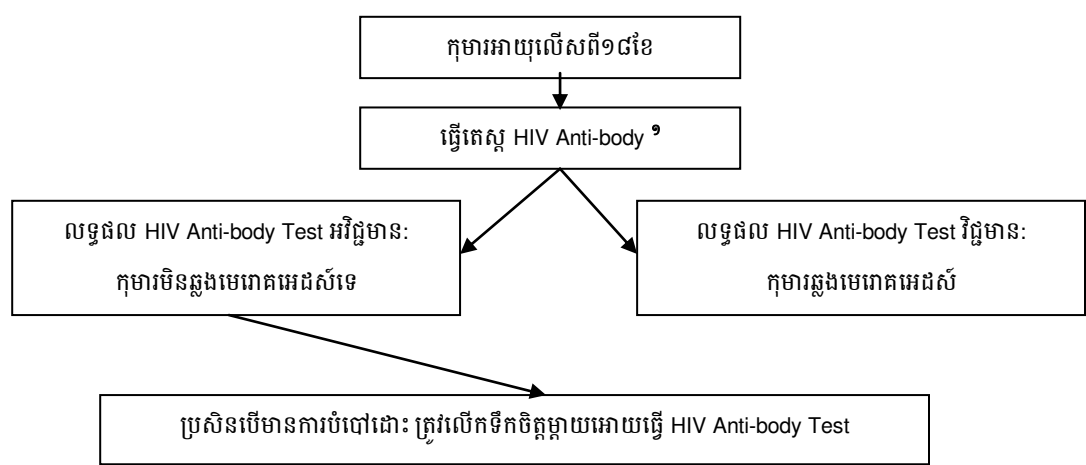 កុមារអាយុលើសពី១៨ខែ
ធ្វើតេស្ត HIV Anti-body ១
លទ្ធផល HIV Anti-body Test អវិជ្ជមាន:
កុមារមិនឆ្លងមេរោគអេដស៍ទេ
លទ្ធផល HIV Anti-body Test វិជ្ជមាន:
កុមារឆ្លងមេរោគអេដស៍
ប្រសិនបើមានការបំបៅដោះ ត្រូវលើកទឹកចិត្តម្តាយអោយធ្វើ HIV Anti-body Test